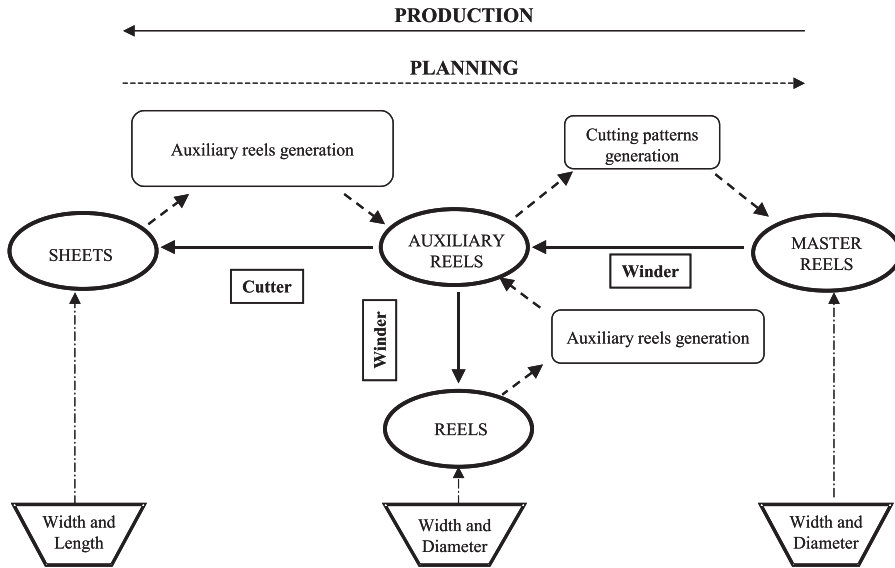 PRODUCTION
PLANNING
Auxiliary reels generation
Cutting patterns
generation
SHEETS
AUXILIARY
REELS
MASTER
REELS
Cutter
Winder
Winder
Auxiliary reels generation
REELS
Width and
Length
Width and
Diameter
Width and
Diameter